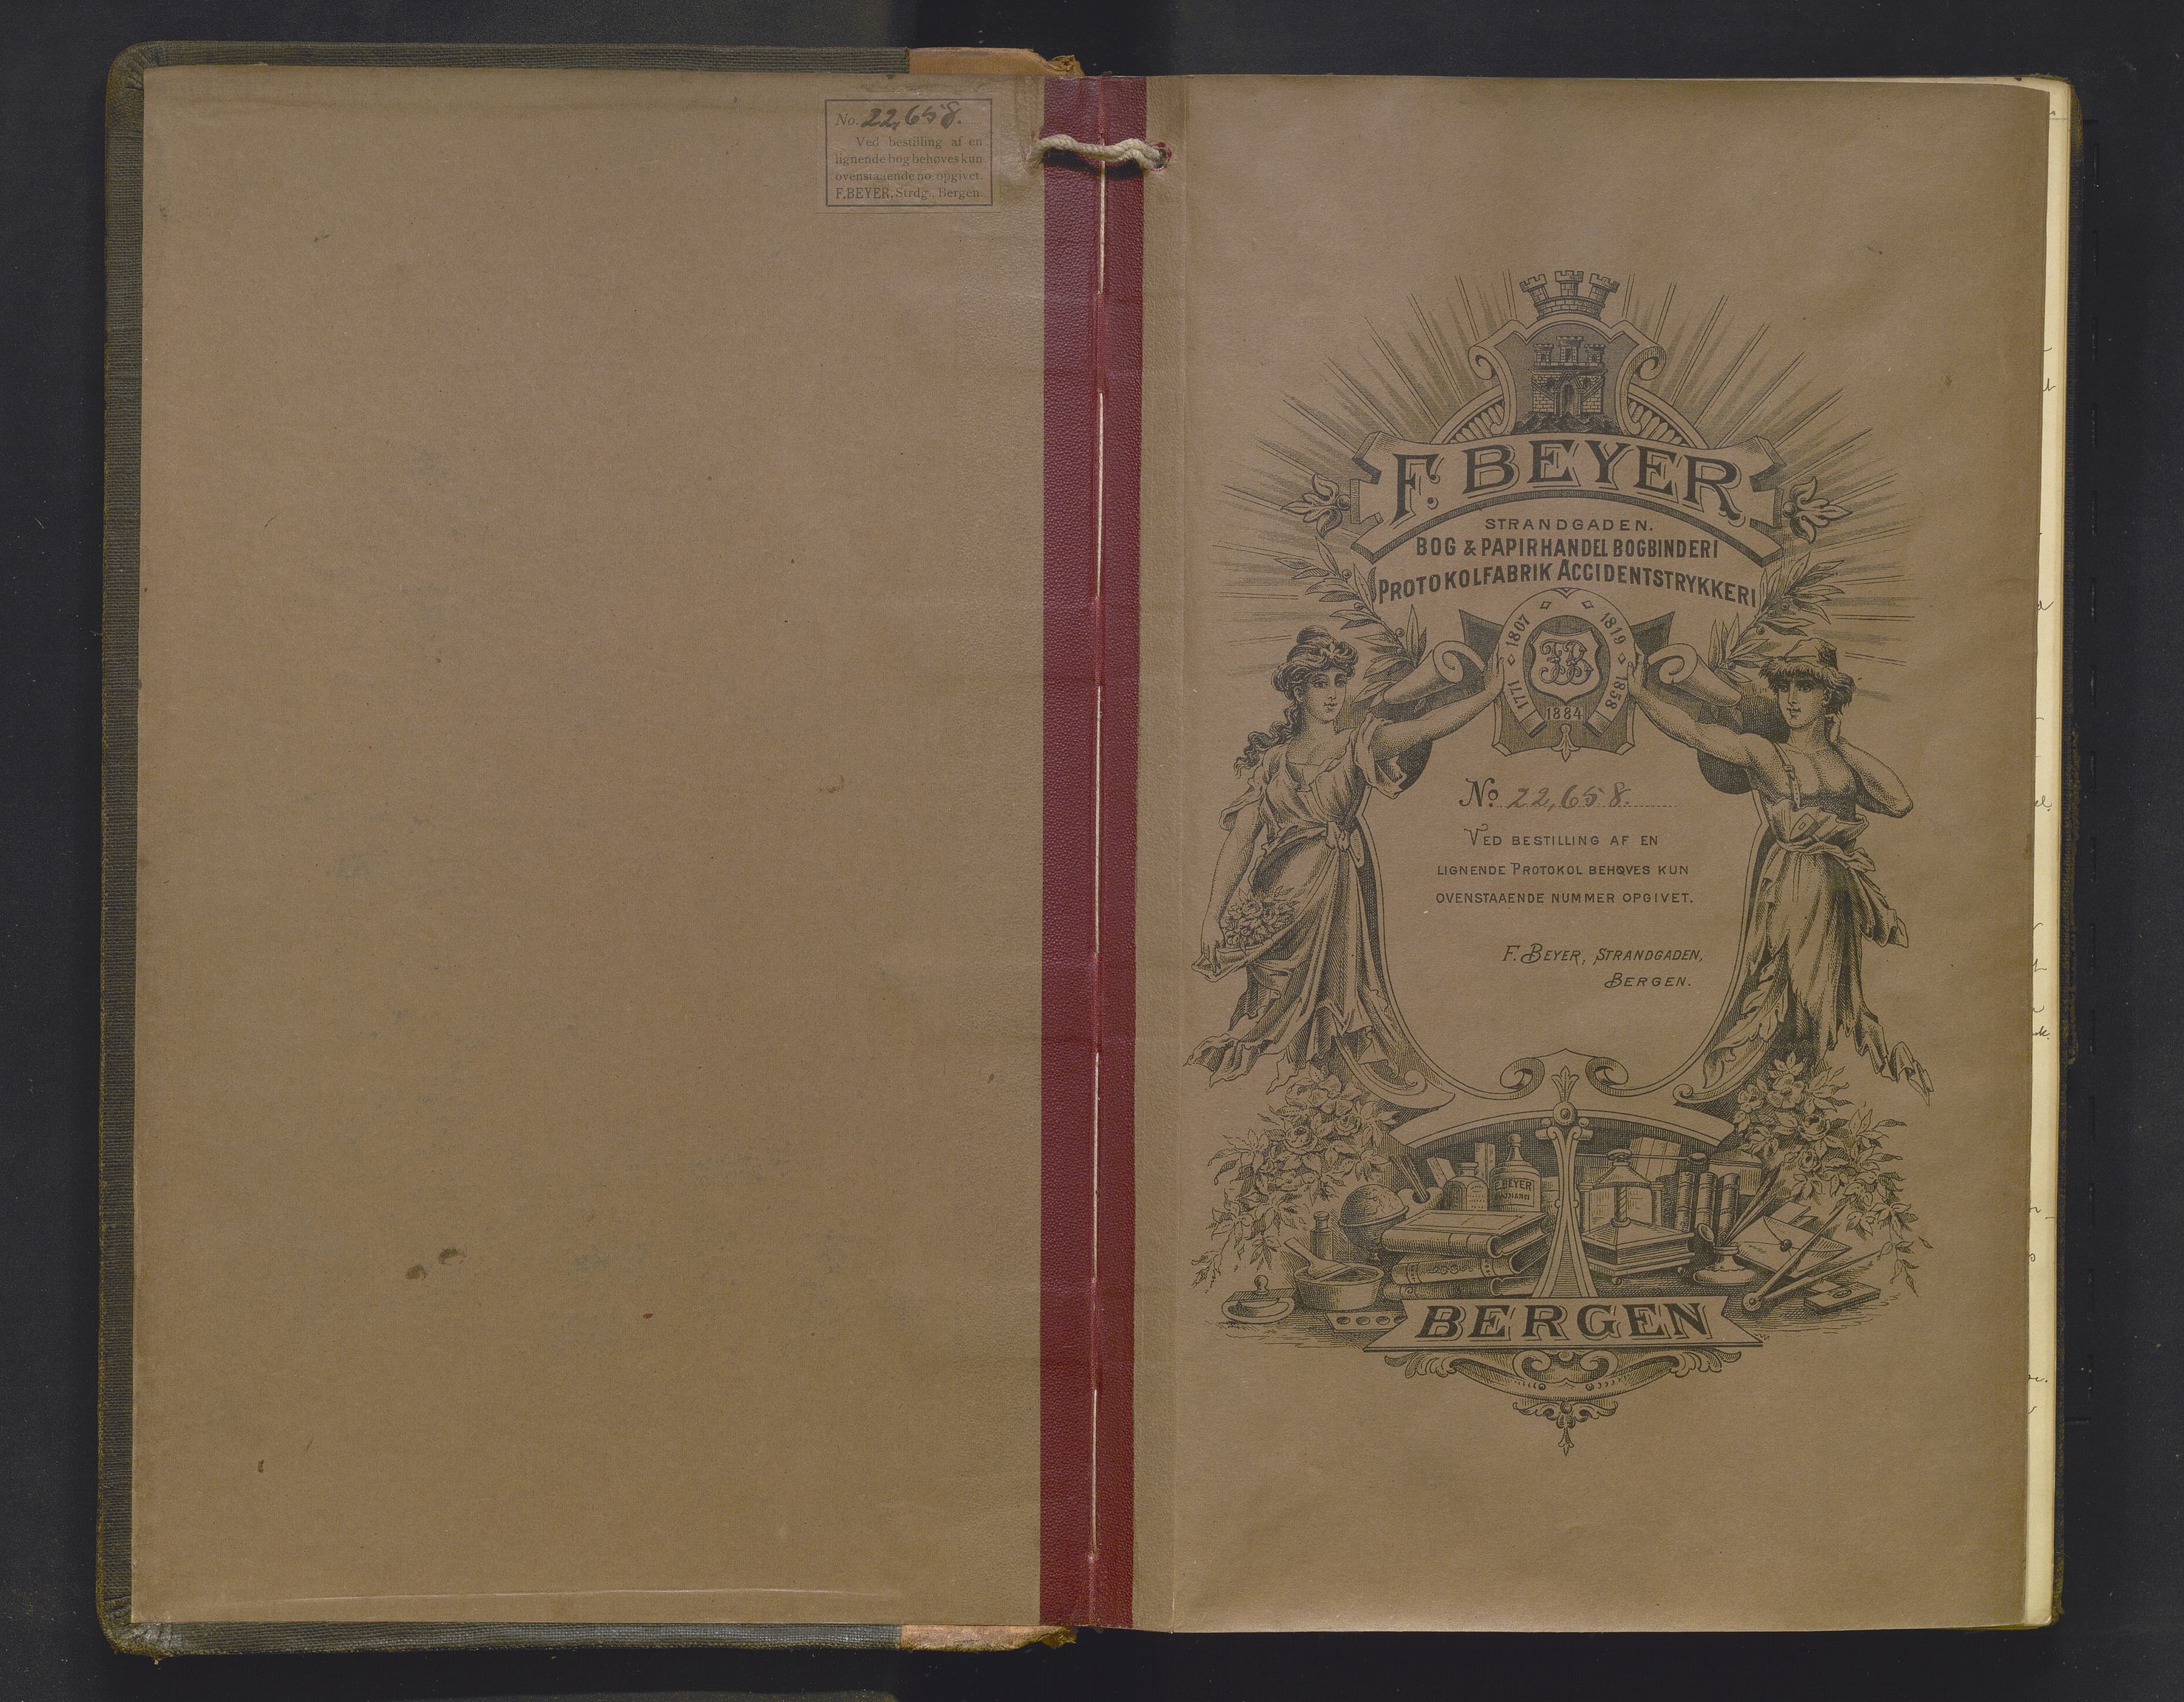 No. 22,658.
Ved bestilling af en
lignende bog behøves kun
ovenstaaende no. opgivet.
F. BEYER, Strdg., Bergen.
F. BEYER
STRANDGADEN.
BOG & PAPIRHANDEL BOGBINDERI
PROTOKOLFABRIK ACCIDENTSTRYKKERI
1771 1807 1819 1858
FB
1884
No. 22,658.
VED BESTILLING AF EN
LIGNENDE PROTOKOL BEHØVES KUN
OVENSTAAENDE NUMMER OPGIVET.
F. BEYER, STRANDGADEN,
BERGEN.
F. BEYER
BERGEN